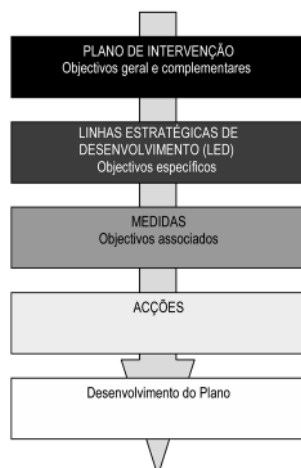 PLANO DE INTERVENÇÃO
Objectivos geral e complementares
LINHAS ESTRATÉGICAS DE
DESENVOLVIMENTO (LED)
Objectivos específicos
MEDIDAS
Objectivos associados
ACÇÕES
Desenvolvimento do Plano